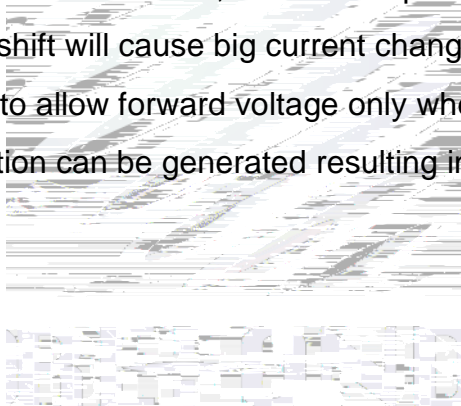 shift will cause big current chang
to allow forward voltage only whe
tion can be generated resulting in